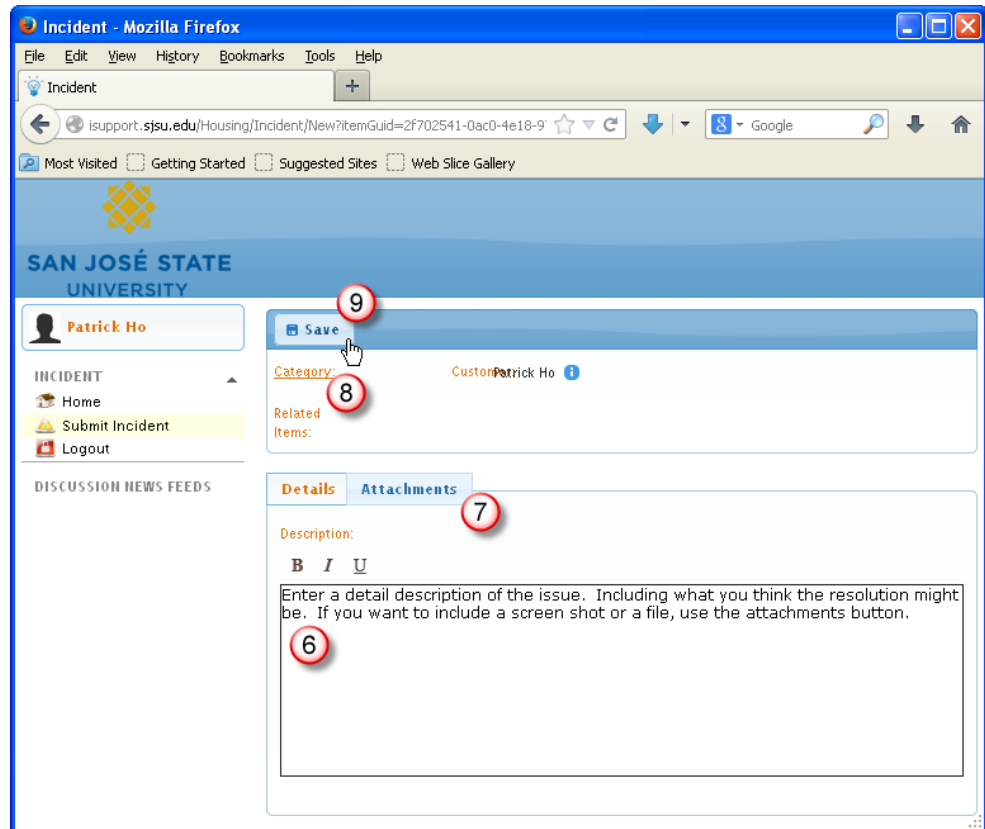 Incident - Mozilla Firefox
File Edit View History Bookmarks Tools Help
Incident +
isupport.sjsu.edu/Housing/Incident/New?itemGuid=2f702541-0ac0-4e18-9 8 Google
Most Visited Getting Started Suggested Sites Web Slice Gallery
SAN JOSÉ STATE
UNIVERSITY
Patrick Ho
INCIDENT
Home
Submit Incident
Logout
DISCUSSION NEWS FEEDS
9
Save
Category: Customer: Patrick Ho i
8
Related
Items:
Details Attachments
7
Description:
B I U
Enter a detail description of the issue. Including what you think the resolution might
be. If you want to include a screen shot or a file, use the attachments button.
6